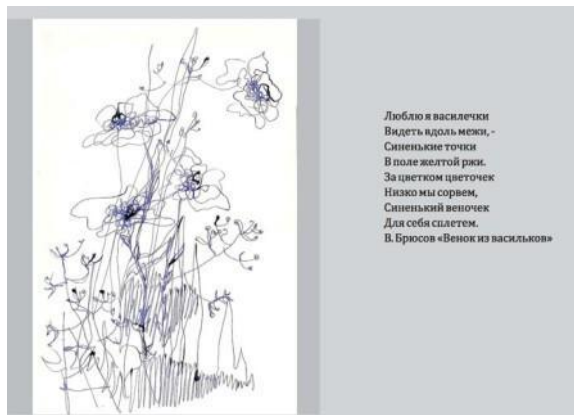 Люблю я василечки
Видеть вдоль межи, -
Синенькие точки
В поле желтой ржи.
За цветком цветочек
Низко мы сорвем,
Синенький веночек
Для себя сплетем.
В. Брюсов «Венок из васильков»